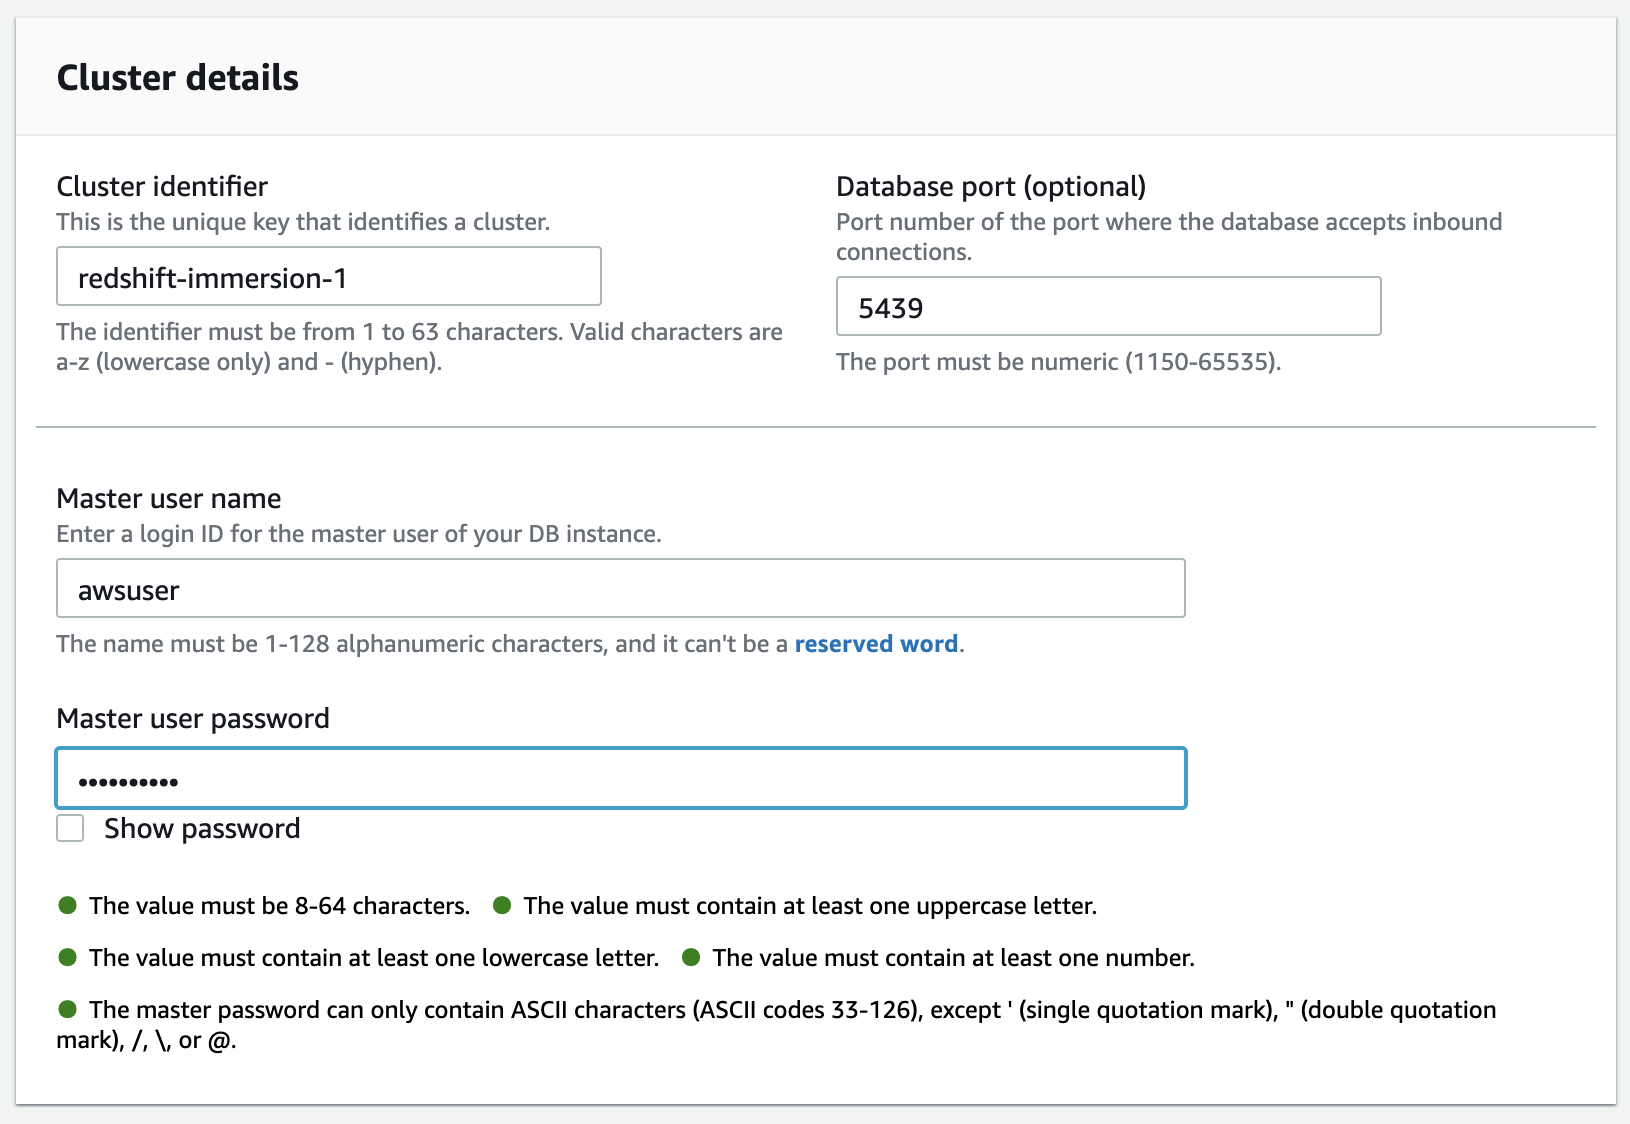 Cluster details
Cluster identifier
This is the unique key that identifies a cluster.
redshift-immersion-1
The identifier must be from 1 to 63 characters. Valid characters are
a-z (lowercase only) and - (hyphen).
Database port (optional)
Port number of the port where the database accepts inbound
connections.
5439
The port must be numeric (1150-65535).
Master user name
Enter a login ID for the master user of your DB instance.
awsuser
The name must be 1-128 alphanumeric characters, and it can't be a reserved word.
Master user password
••••••••••
Show password
The value must be 8-64 characters. The value must contain at least one uppercase letter.
The value must contain at least one lowercase letter. The value must contain at least one number.
The master password can only contain ASCII characters (ASCII codes 33-126), except ' (single quotation mark), " (double quotation
mark), /, \, or @.